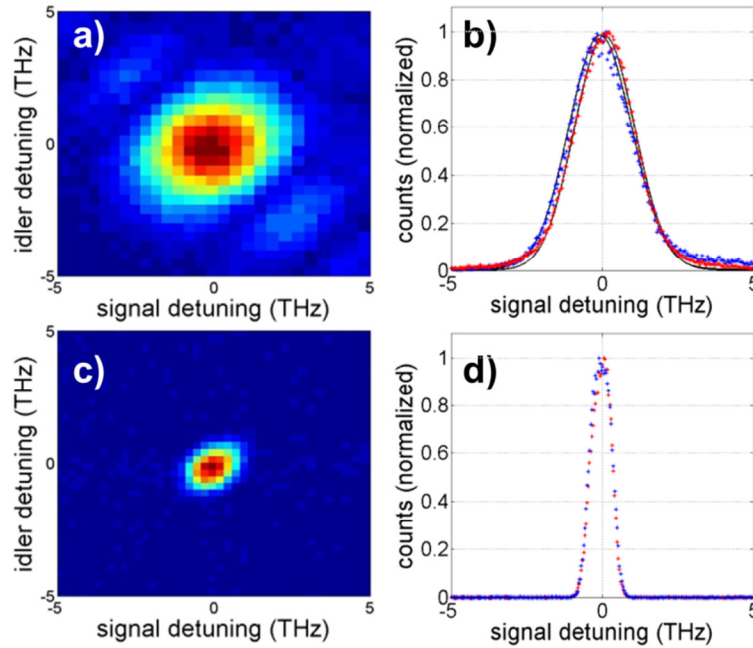 a)
5
0
-5
idler detuning (THz)
-5
0
5
signal detuning (THz)
b)
1
0.8
0.6
0.4
0.2
0
counts (normalized)
-5
0
5
signal detuning (THz)
c)
5
0
-5
idler detuning (THz)
-5
0
5
signal detuning (THz)
d)
1
0.8
0.6
0.4
0.2
0
counts (normalized)
-5
0
5
signal detuning (THz)